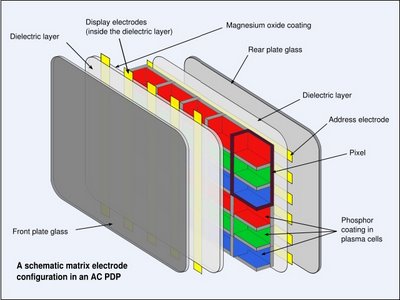 Display electrodes
(inside the dielectric layer)
Magnesium oxide coating
Dielectric layer
Rear plate glass
Dielectric layer
Address electrode
Pixel
Phosphor
coating in
plasma cells
Front plate glass
A schematic matrix electrode
configuration in an AC PDP